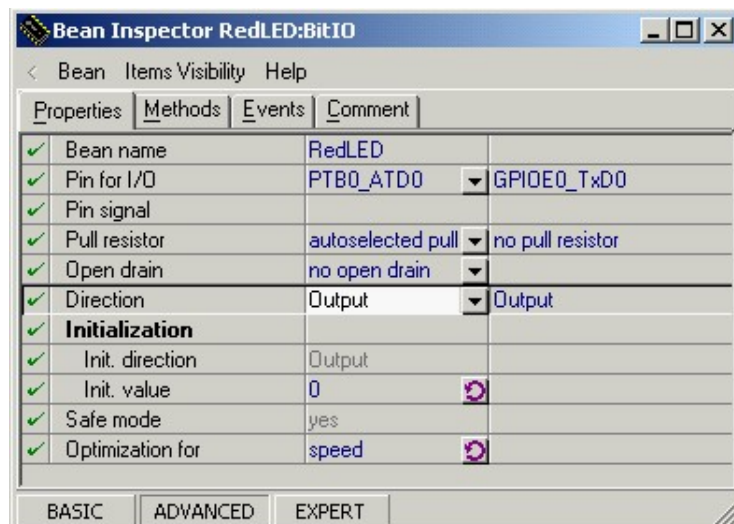 Bean Inspector RedLED:BitIO
< Bean Items Visibility Help
Properties Methods Events Comment
Bean name RedLED
Pin for I/O PTB0_ATD0 GPIOE0_TxD0
Pin signal
Pull resistor autoselected pull no pull resistor
Open drain no open drain
Direction Output Output
Initialization
Init. direction Output
Init. value 0
Safe mode yes
Optimization for speed
BASIC ADVANCED EXPERT